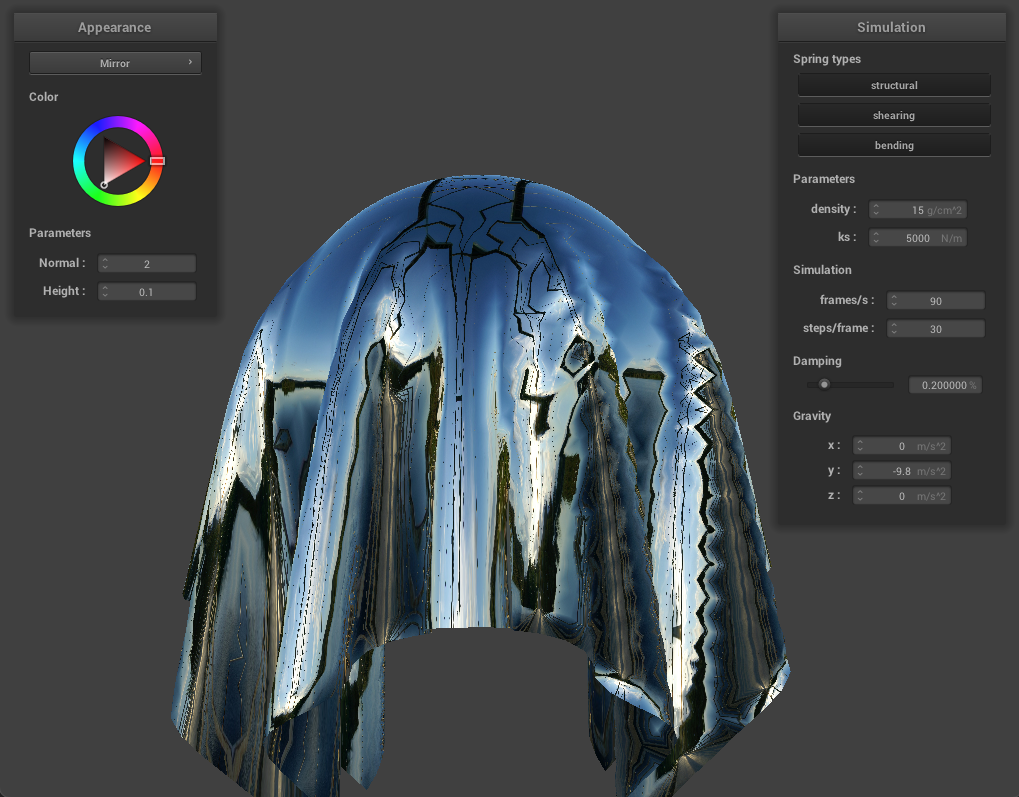 Appearance
Mirror
Color
Parameters
Normal : 2
Height : 0.1
Simulation
Spring types
structural
shearing
bending
Parameters
density : 15 g/cm^2
ks : 5000 N/m
Simulation
frames/s : 90
steps/frame : 30
Damping
0.200000 %
Gravity
x : 0 m/s^2
y : -9.8 m/s^2
z : 0 m/s^2